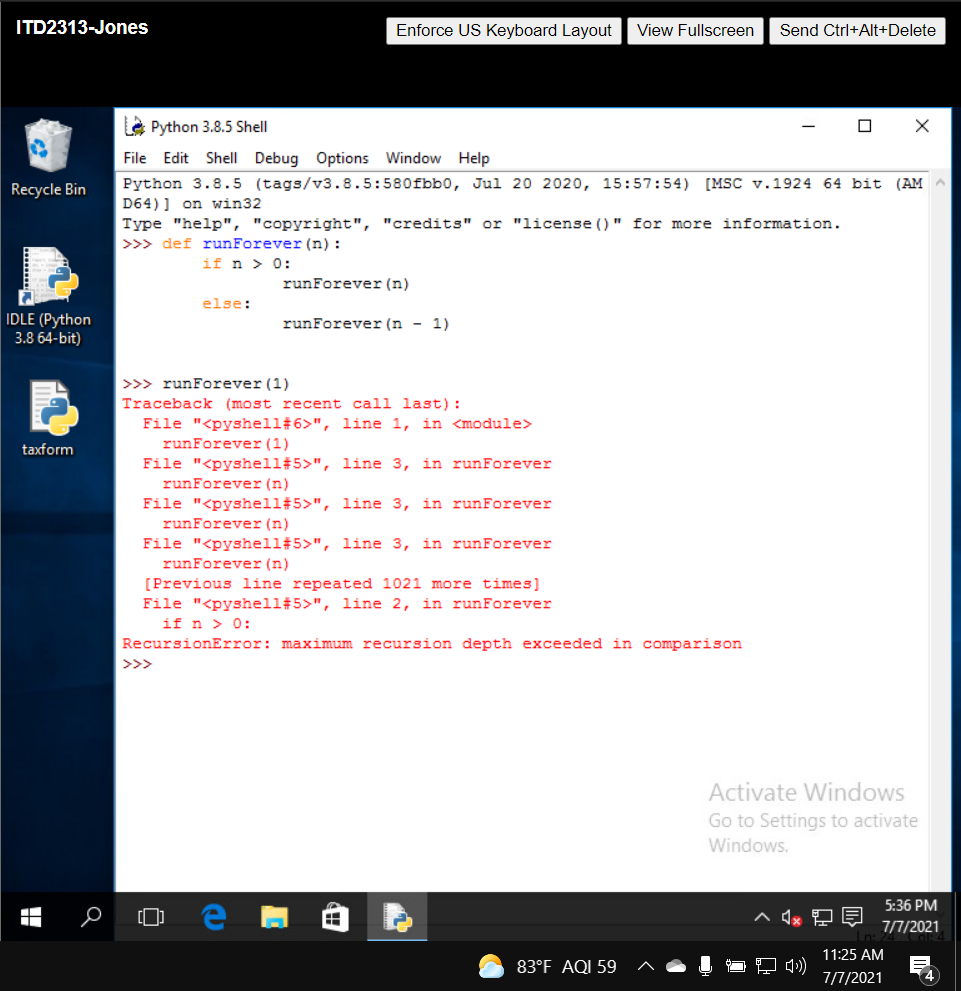 ITD2313-Jones
Enforce US Keyboard Layout
View Fullscreen
Send Ctrl+Alt+Delete
Recycle Bin
IDLE (Python
3.8 64-bit)
taxform
Python 3.8.5 Shell
File Edit Shell Debug Options Window Help
Python 3.8.5 (tags/v3.8.5:580fbb0, Jul 20 2020, 15:57:54) [MSC v.1924 64 bit (AM
D64)] on win32
Type "help", "copyright", "credits" or "license()" for more information.
>>> def runForever(n):
        if n > 0:
                runForever(n)
        else:
                runForever(n - 1)
>>> runForever(1)
Traceback (most recent call last):
  File "<pyshell#6>", line 1, in <module>
    runForever(1)
  File "<pyshell#5>", line 3, in runForever
    runForever(n)
  File "<pyshell#5>", line 3, in runForever
    runForever(n)
  File "<pyshell#5>", line 3, in runForever
    runForever(n)
  [Previous line repeated 1021 more times]
  File "<pyshell#5>", line 2, in runForever
    if n > 0:
RecursionError: maximum recursion depth exceeded in comparison
>>>
Activate Windows
Go to Settings to activate
Windows.
5:36 PM
7/7/2021
Ln: 24 Col: 4
83°F AQI 59
11:25 AM
7/7/2021
4